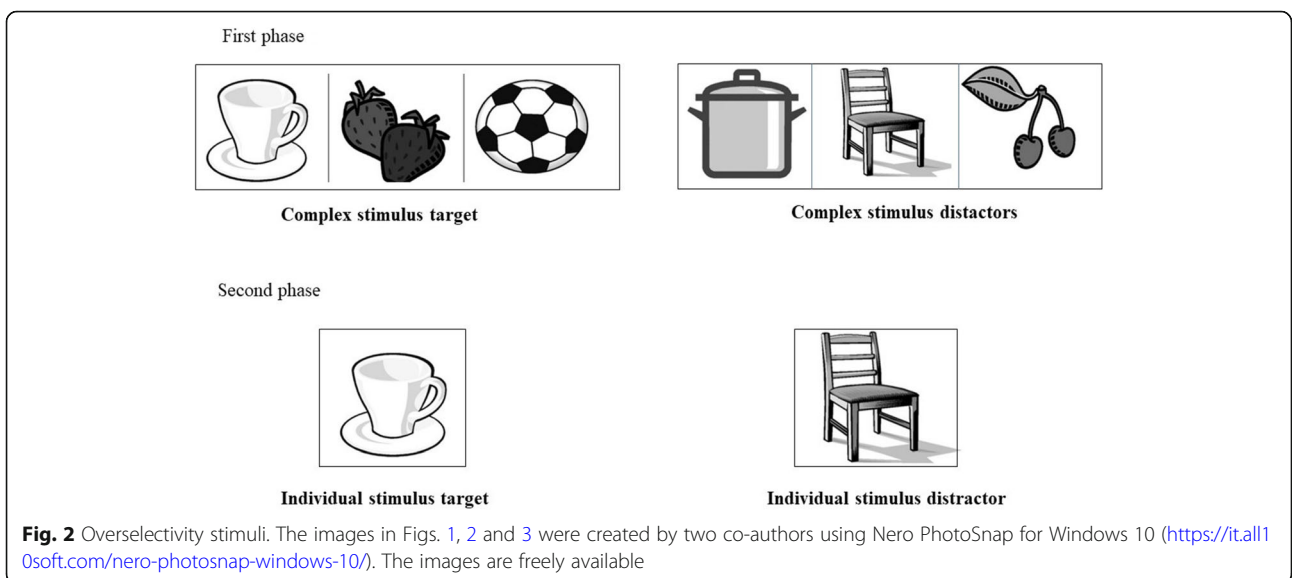 First phase
Complex stimulus target
Complex stimulus distactors
Second phase
Individual stimulus target
Individual stimulus distractor
Fig. 2 Overselectivity stimuli. The images in Figs. 1, 2 and 3 were created by two co-authors using Nero PhotoSnap for Windows 10 (https://it.all1
0soft.com/nero-photosnap-windows-10/). The images are freely available